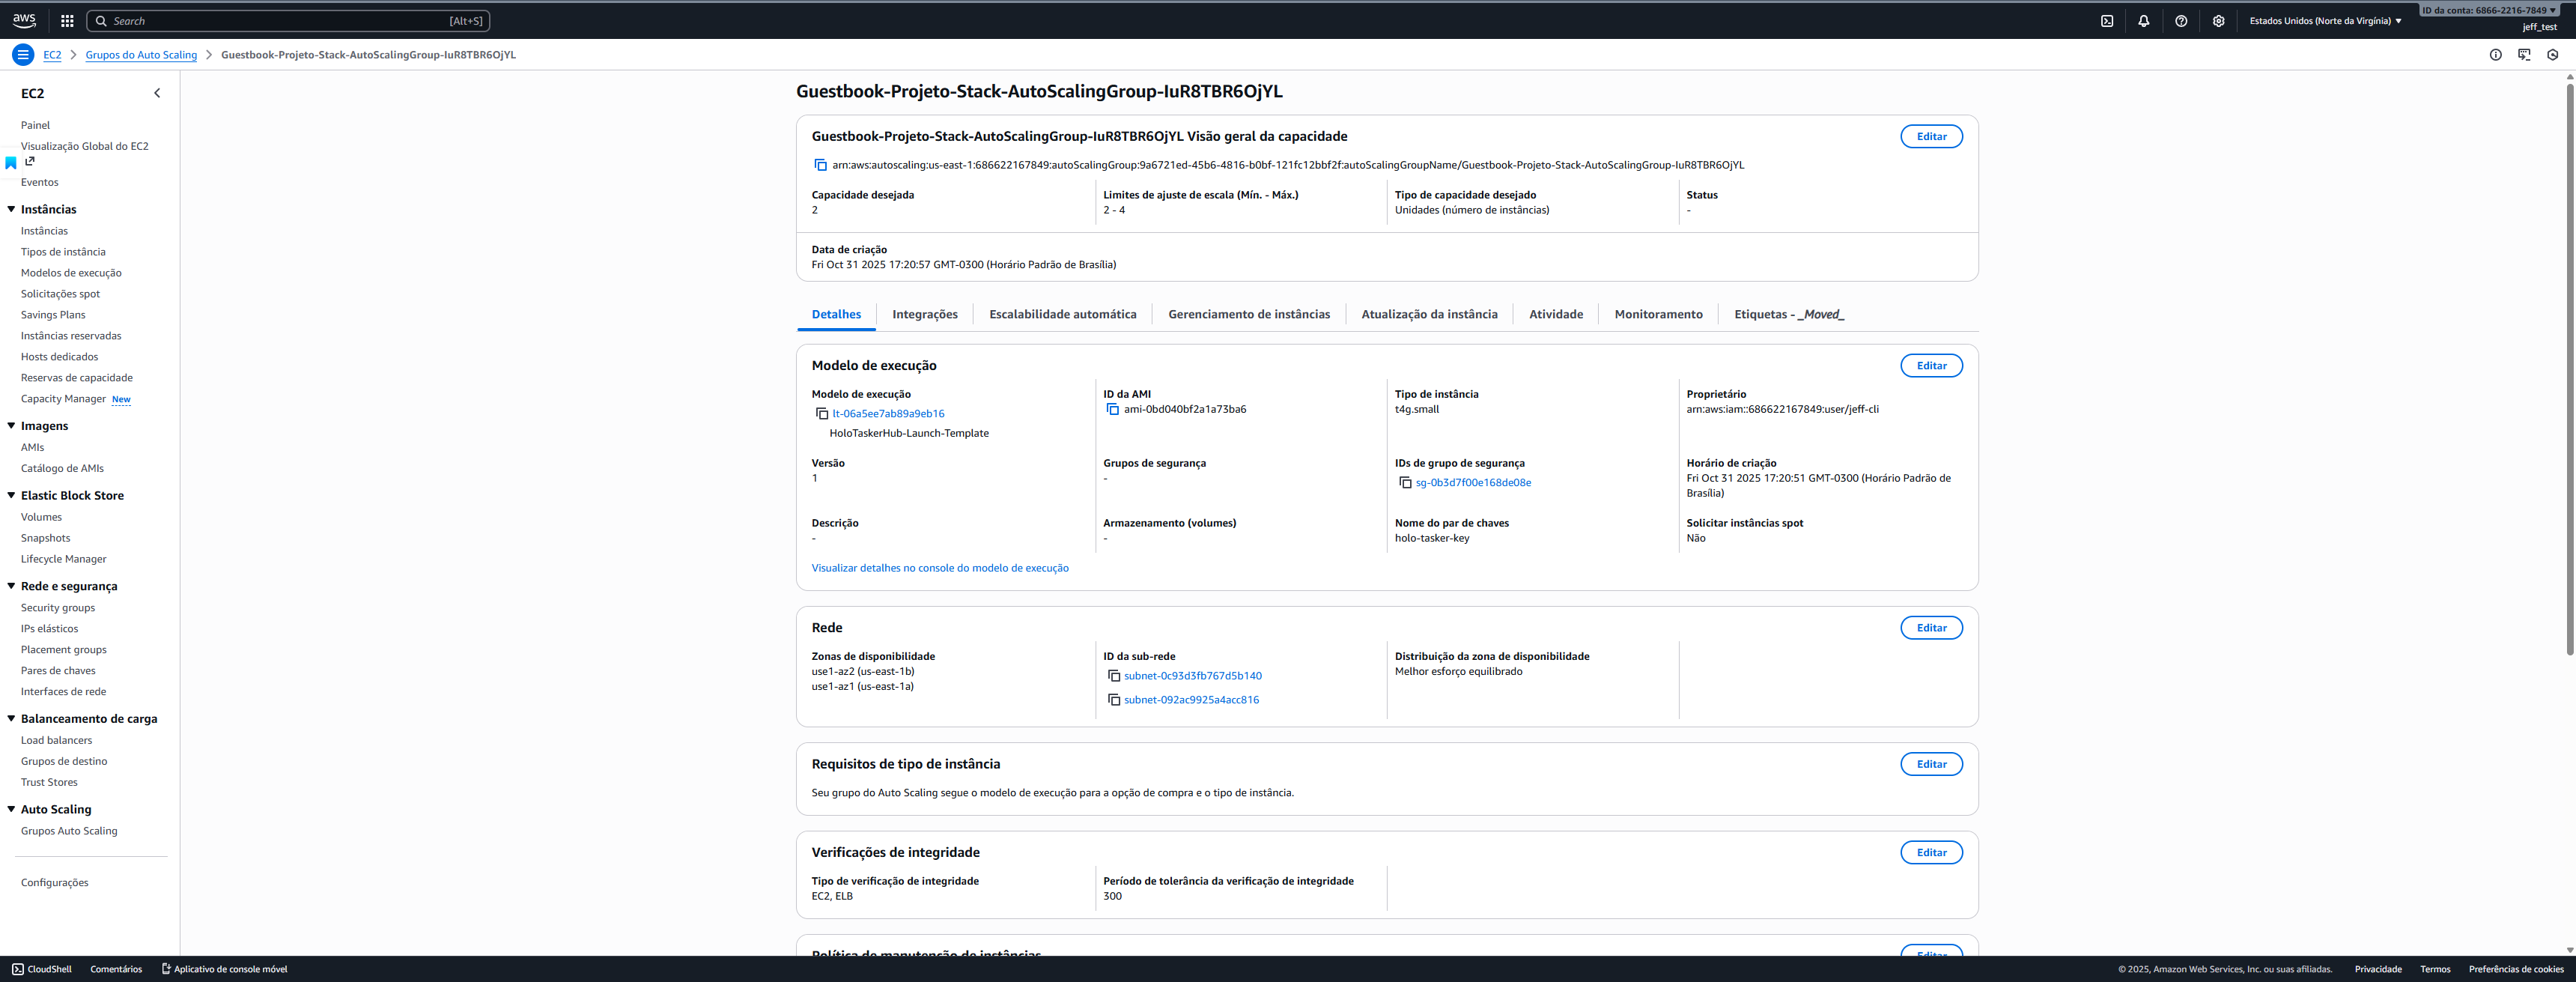 aws
Search
[Alt+S]
Estados Unidos (Norte da Virgínia)
ID da conta: 6866-2216-7849
jeff_test
EC2
Grupos do Auto Scaling
Guestbook-Projeto-Stack-AutoScalingGroup-IuR8TBR6OjYL
EC2
Painel
Visualização Global do EC2
Eventos
Instâncias
Instâncias
Tipos de instância
Modelos de execução
Solicitações spot
Savings Plans
Instâncias reservadas
Hosts dedicados
Reservas de capacidade
Capacity Manager New
Imagens
AMIs
Catálogo de AMIs
Elastic Block Store
Volumes
Snapshots
Lifecycle Manager
Rede e segurança
Security groups
IPs elásticos
Placement groups
Pares de chaves
Interfaces de rede
Balanceamento de carga
Load balancers
Grupos de destino
Trust Stores
Auto Scaling
Grupos Auto Scaling
Configurações
Guestbook-Projeto-Stack-AutoScalingGroup-IuR8TBR6OjYL
Guestbook-Projeto-Stack-AutoScalingGroup-IuR8TBR6OjYL Visão geral da capacidade
Editar
arn:aws:autoscaling:us-east-1:686622167849:autoScalingGroup:9a6721ed-45b6-4816-b0bf-121fc12bbf2f:autoScalingGroupName/Guestbook-Projeto-Stack-AutoScalingGroup-IuR8TBR6OjYL
Capacidade desejada
2
Limites de ajuste de escala (Mín. - Máx.)
2 - 4
Tipo de capacidade desejado
Unidades (número de instâncias)
Status
-
Data de criação
Fri Oct 31 2025 17:20:57 GMT-0300 (Horário Padrão de Brasília)
Detalhes
Integrações
Escalabilidade automática
Gerenciamento de instâncias
Atualização da instância
Atividade
Monitoramento
Etiquetas - _Moved_
Modelo de execução
Editar
Modelo de execução
lt-06a5ee7ab89a9eb16
HoloTaskerHub-Launch-Template
ID da AMI
ami-0bd040bf2a1a73ba6
Tipo de instância
t4g.small
Proprietário
arn:aws:iam::686622167849:user/jeff-cli
Versão
1
Grupos de segurança
-
IDs de grupo de segurança
sg-0b3d7f00e168de08e
Horário de criação
Fri Oct 31 2025 17:20:51 GMT-0300 (Horário Padrão de
Brasília)
Descrição
-
Armazenamento (volumes)
-
Nome do par de chaves
holo-tasker-key
Solicitar instâncias spot
Não
Visualizar detalhes no console do modelo de execução
Rede
Editar
Zonas de disponibilidade
use1-az2 (us-east-1b)
use1-az1 (us-east-1a)
ID da sub-rede
subnet-0c93d3fb767d5b140
subnet-092ac9925a4acc816
Distribuição da zona de disponibilidade
Melhor esforço equilibrado
Requisitos de tipo de instância
Editar
Seu grupo do Auto Scaling segue o modelo de execução para a opção de compra e o tipo de instância.
Verificações de integridade
Editar
Tipo de verificação de integridade
EC2, ELB
Período de tolerância da verificação de integridade
300
Política de manutenção de instâncias
Editar
CloudShell
Comentários
Aplicativo de console móvel
© 2025, Amazon Web Services, Inc. ou suas afiliadas.
Privacidade
Termos
Preferências de cookies